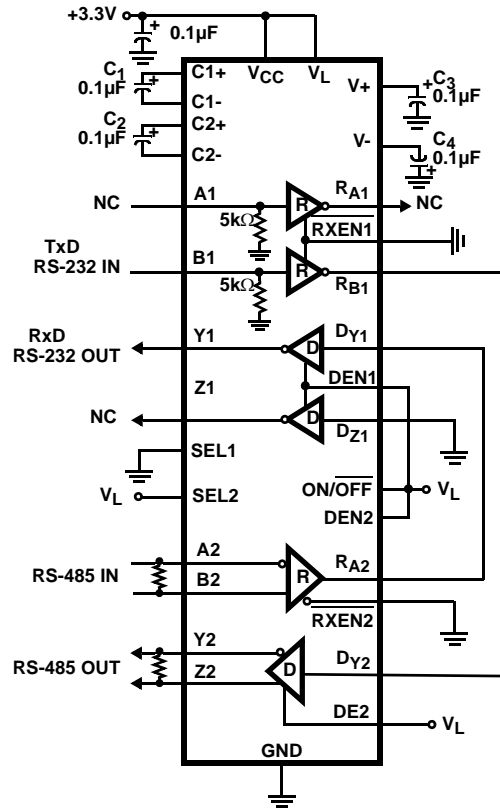 +3.3V
+ 0.1µF
C1 0.1µF +
C2 0.1µF +
C1+
C1-
C2+
C2-
VCC
VL
V+
V-
+ C3 0.1µF
C4 0.1µF +
NC A1 R RA1 NC
5kΩ
RXEN1
TxD
RS-232 IN B1 R RB1
5kΩ
RxD
RS-232 OUT Y1 D DY1
DEN1
Z1
NC D DZ1
SEL1
VL SEL2
ON/OFF VL
DEN2
RS-485 IN A2 R RA2
B2
RXEN2
RS-485 OUT Y2 D DY2
Z2
DE2 VL
GND